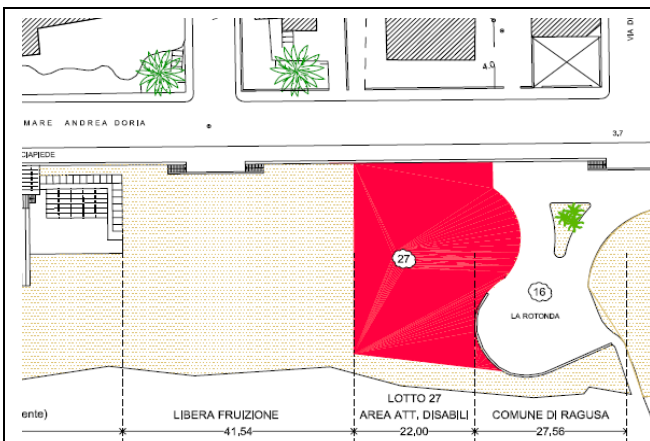 VIA DI
4.0
MARE ANDREA DORIA
3,7
CIAPIEDE
27
16
LA ROTONDA
ente)
LIBERA FRUIZIONE
41,54
LOTTO 27
AREA ATT. DISABILI
22,00
COMUNE DI RAGUSA
27,56